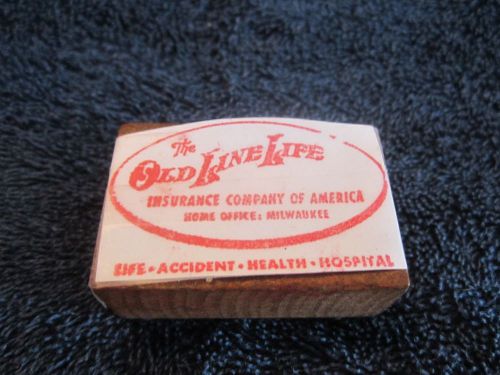 The
OLD LINE LIFE
INSURANCE COMPANY OF AMERICA
HOME OFFICE: MILWAUKEE
LIFE • ACCIDENT • HEALTH • HOSPITAL